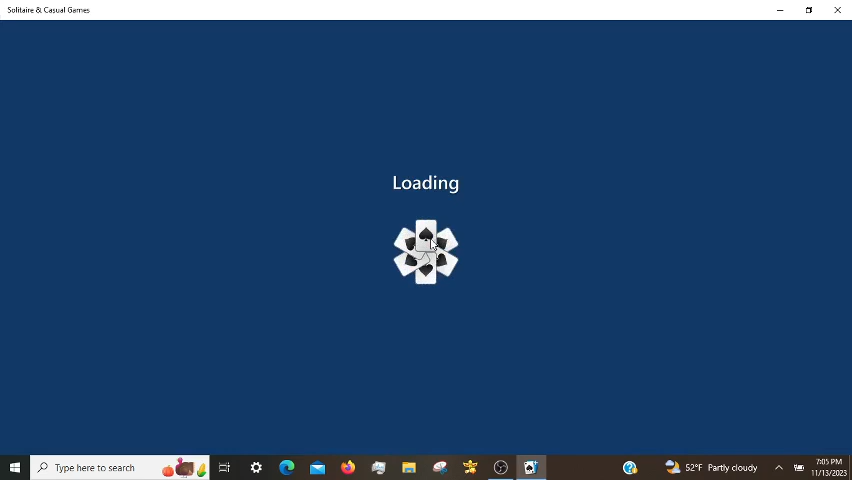 Solitaire & Casual Games
Loading
Type here to search
52°F Partly cloudy
7:05 PM
11/13/2023